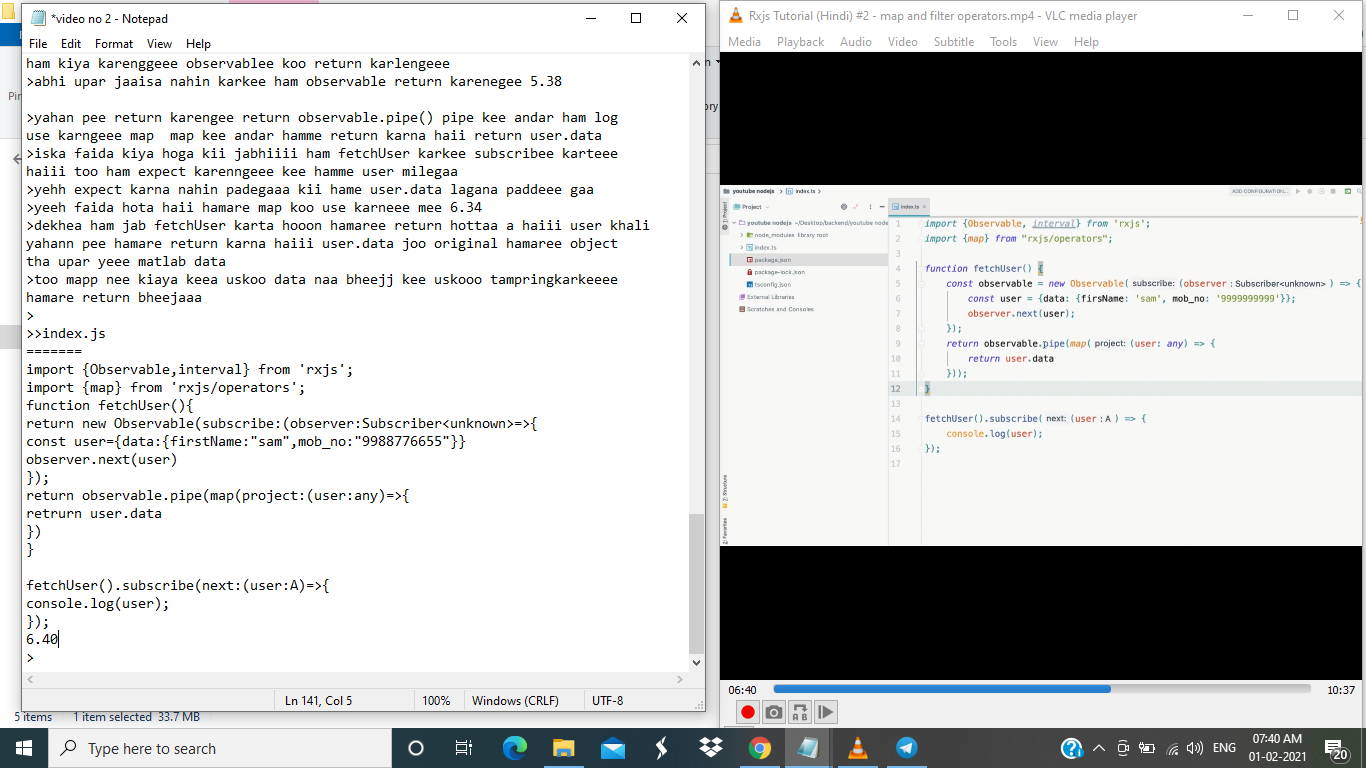 *video no 2 - Notepad
File Edit Format View Help
ham kiya karenggeee observablee koo return karlengeee
>abhi upar jaaisa nahin karkee ham observable return karenegee 5.38
>yahan pee return karengee return observable.pipe() pipe kee andar ham log
use karngeee map  map kee andar hamme return karna haii return user.data
>iska faida kiya hoga kii jabhiiii ham fetchUser karkee subscribee karteee
haiii too ham expect karenngeee kee hamme user milegaa
>yehh expect karna nahin padegaaa kii hame user.data lagana paddeee gaa
>yeeh faida hota haii hamare map koo use karneee mee 6.34
>dekhea ham jab fetchUser karta hooon hamaree return hottaa a haiii user khali
yahann pee hamare return karna haiii user.data joo original hamaree object
tha upar yeee matlab data
>too mapp nee kiaya keea uskoo data naa bheejj kee uskooo tampringkarkeeee
hamare return bheejaaa
>
>>index.js
=======
import {Observable,interval} from 'rxjs';
import {map} from 'rxjs/operators';
function fetchUser(){
return new Observable(subscribe:(observer:Subscriber<unknown>=>{
const user={data:{firstName:"sam",mob_no:"9988776655"}}
observer.next(user)
});
return observable.pipe(map(project:(user:any)=>{
retrurn user.data
})
}
fetchUser().subscribe(next:(user:A)=>{
console.log(user);
});
6.40
>
Ln 141, Col 5 100% Windows (CRLF) UTF-8
5 items 1 item selected 33.7 MB
Rxjs Tutorial (Hindi) #2 - map and filter operators.mp4 - VLC media player
Media Playback Audio Video Subtitle Tools View Help
youtube nodejs index.ts
ADD CONFIGURATION...
Project
index.ts
youtube nodejs ~/Desktop/backend/youtube node
node_modules library root
index.ts
package.json
package-lock.json
tsconfig.json
External Libraries
Scratches and Consoles
1 import {Observable, interval} from 'rxjs';
2 import {map} from "rxjs/operators";
3
4 function fetchUser() {
5 const observable = new Observable( subscribe: (observer : Subscriber<unknown> ) => {
6 const user = {data: {firsName: 'sam', mob_no: '9999999999'}};
7 observer.next(user);
8 });
9 return observable.pipe(map( project: (user: any) => {
10 return user.data
11 }));
12 }
13
14 fetchUser().subscribe( next: (user : A ) => {
15 console.log(user);
16 });
17
06:40 10:37
Type here to search
ENG
07:40 AM
01-02-2021
20